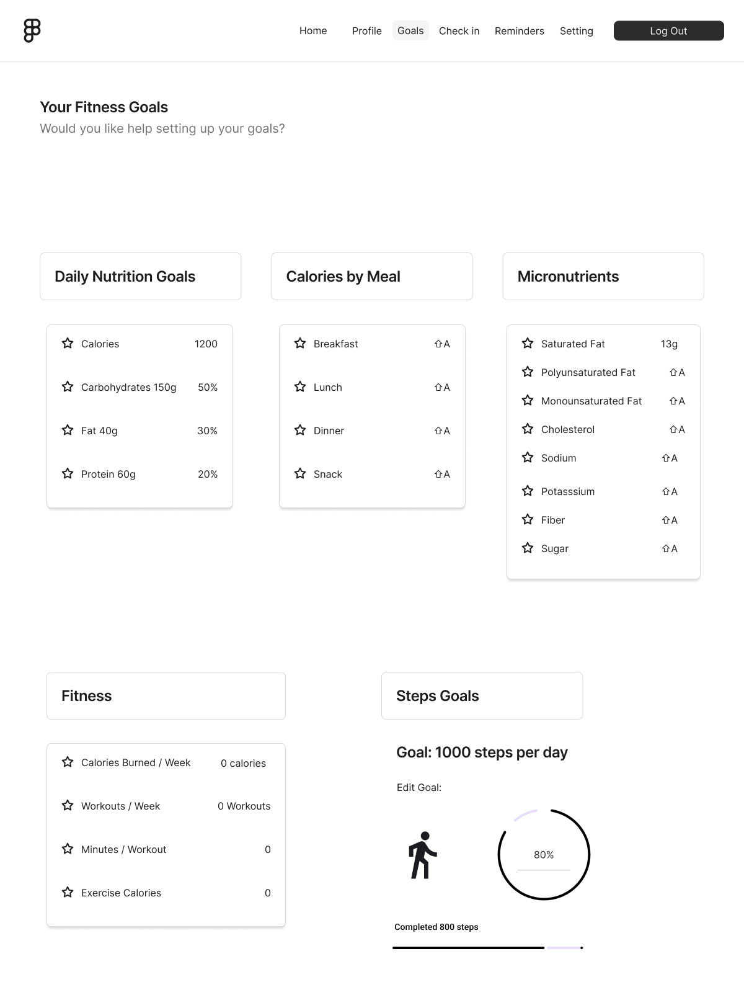 Home Profile Goals Check in Reminders Setting Log Out
Your Fitness Goals
Would you like help setting up your goals?
Daily Nutrition Goals
Calories 1200
Carbohydrates 150g 50%
Fat 40g 30%
Protein 60g 20%
Calories by Meal
Breakfast ⇧A
Lunch ⇧A
Dinner ⇧A
Snack ⇧A
Micronutrients
Saturated Fat 13g
Polyunsaturated Fat ⇧A
Monounsaturated Fat ⇧A
Cholesterol ⇧A
Sodium ⇧A
Potasssium ⇧A
Fiber ⇧A
Sugar ⇧A
Fitness
Calories Burned / Week 0 calories
Workouts / Week 0 Workouts
Minutes / Workout 0
Exercise Calories 0
Steps Goals
Goal: 1000 steps per day
Edit Goal:
80%
Completed 800 steps